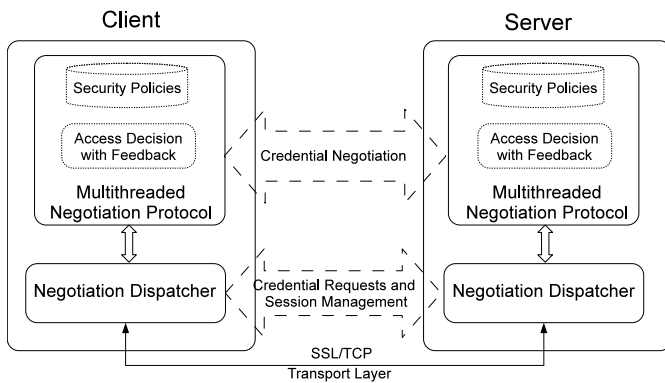 Client
Server
Security Policies
Access Decision
with Feedback
Multithreaded
Negotiation Protocol
Negotiation Dispatcher
Credential Negotiation
Credential Requests and
Session Management
Security Policies
Access Decision
with Feedback
Multithreaded
Negotiation Protocol
Negotiation Dispatcher
SSL/TCP
Transport Layer